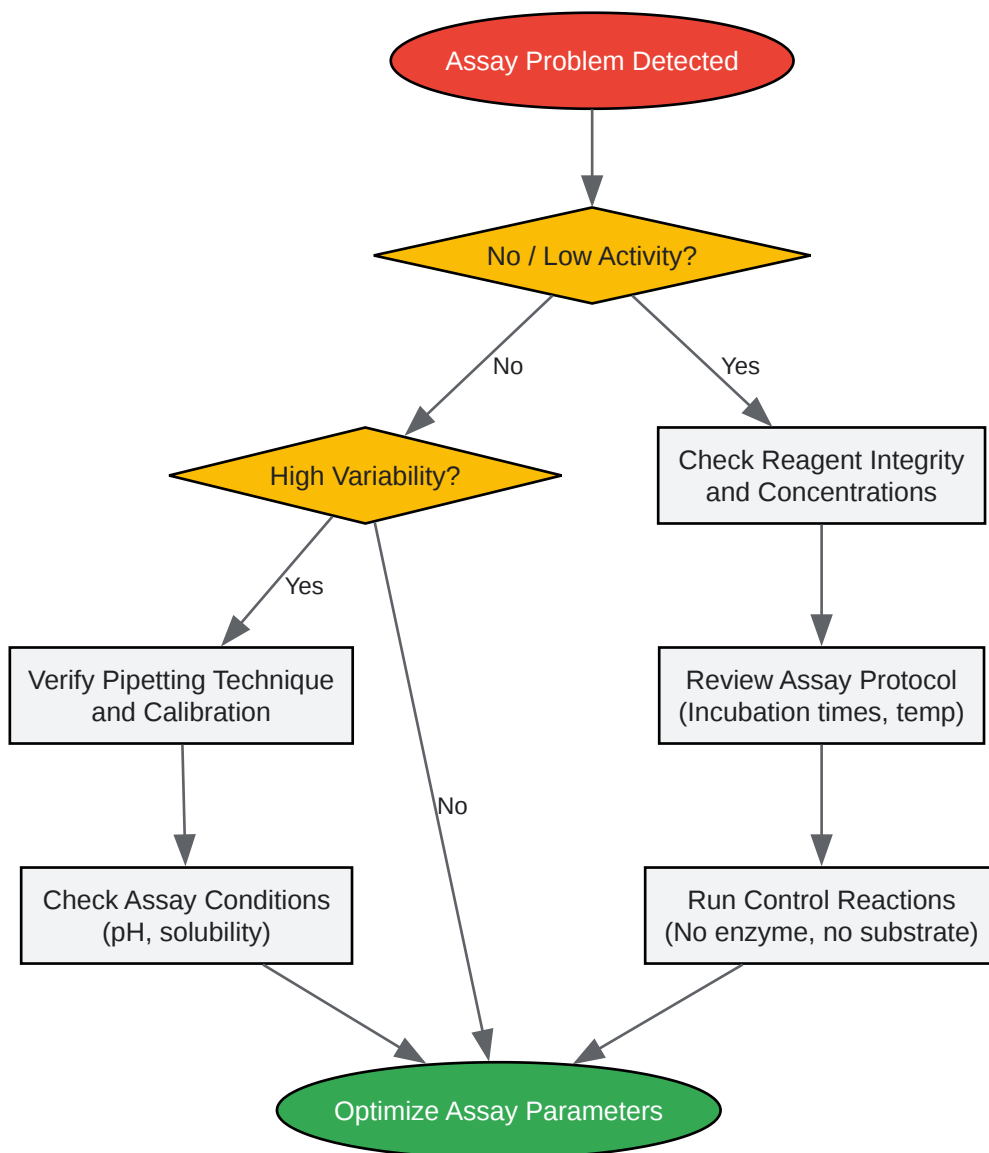 Assay Problem Detected
No / Low Activity?
No
Yes
High Variability?
Check Reagent Integrity
and Concentrations
Yes
Verify Pipetting Technique
and Calibration
Review Assay Protocol
(Incubation times, temp)
No
Check Assay Conditions
(pH, solubility)
Run Control Reactions
(No enzyme, no substrate)
Optimize Assay Parameters